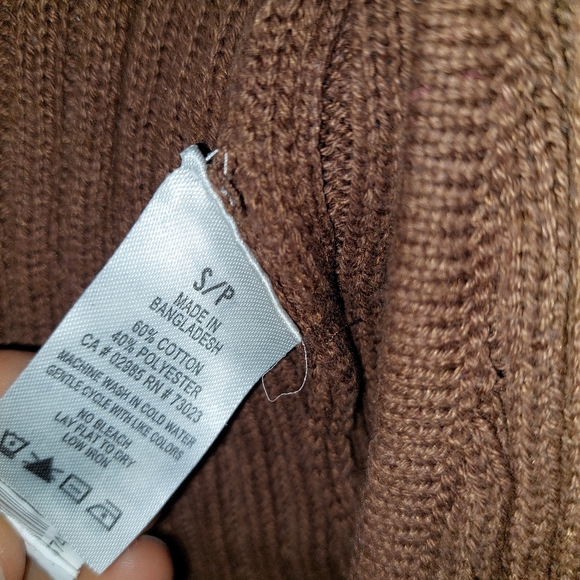 S/P
MADE IN
BANGLADESH
60% COTTON
40% POLYESTER
CA # 02985 RN # 73023
MACHINE WASH IN COLD WATER
GENTLE CYCLE WITH LIKE COLORS
NO BLEACH
LAY FLAT TO DRY
LOW IRON